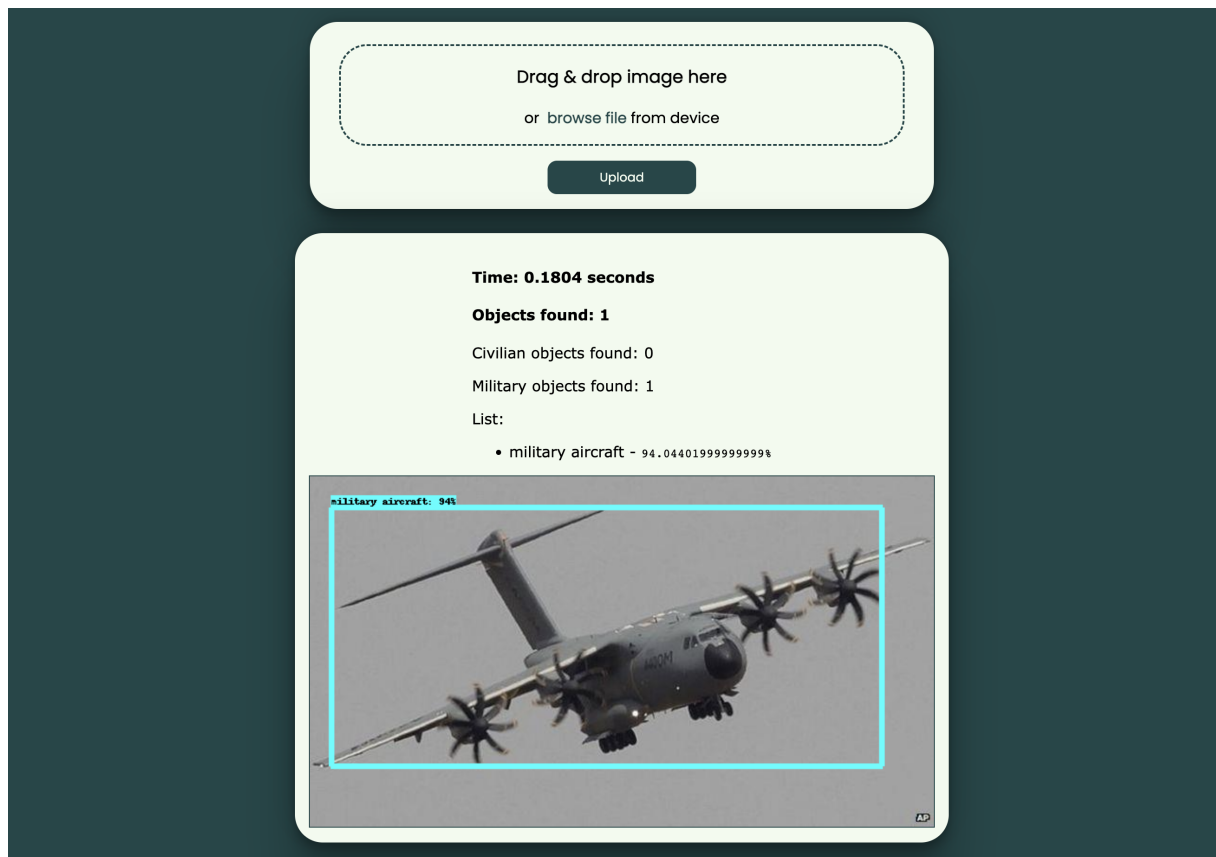 Drag & drop image here
or browse file from device
Upload
Time: 0.1804 seconds
Objects found: 1
Civilian objects found: 0
Military objects found: 1
List:
• military aircraft - 94.04401999999999%
military aircraft: 94%
A400M
AP